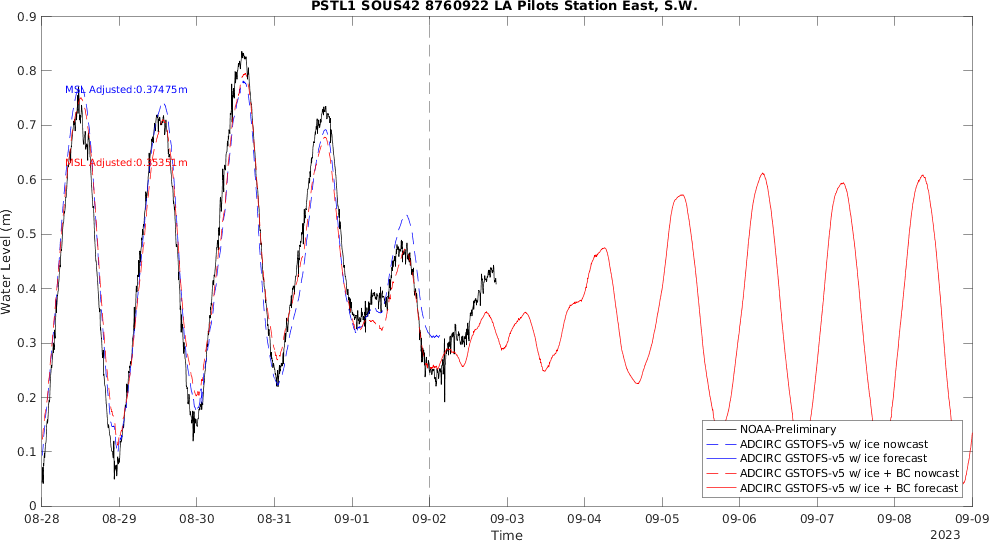 PSTL1 SOUS42 8760922 LA Pilots Station East, S.W.
0.9
0.8
0.7
0.6
0.5
0.4
0.3
0.2
0.1
0
Water Level (m)
MSL Adjusted:0.37475m
MSL Adjusted:0.35351m
NOAA-Preliminary
ADCIRC GSTOFS-v5 w/ ice nowcast
ADCIRC GSTOFS-v5 w/ ice forecast
ADCIRC GSTOFS-v5 w/ ice + BC nowcast
ADCIRC GSTOFS-v5 w/ ice + BC forecast
08-28 08-29 08-30 08-31 09-01 09-02 09-03 09-04 09-05 09-06 09-07 09-08 09-09
Time
2023